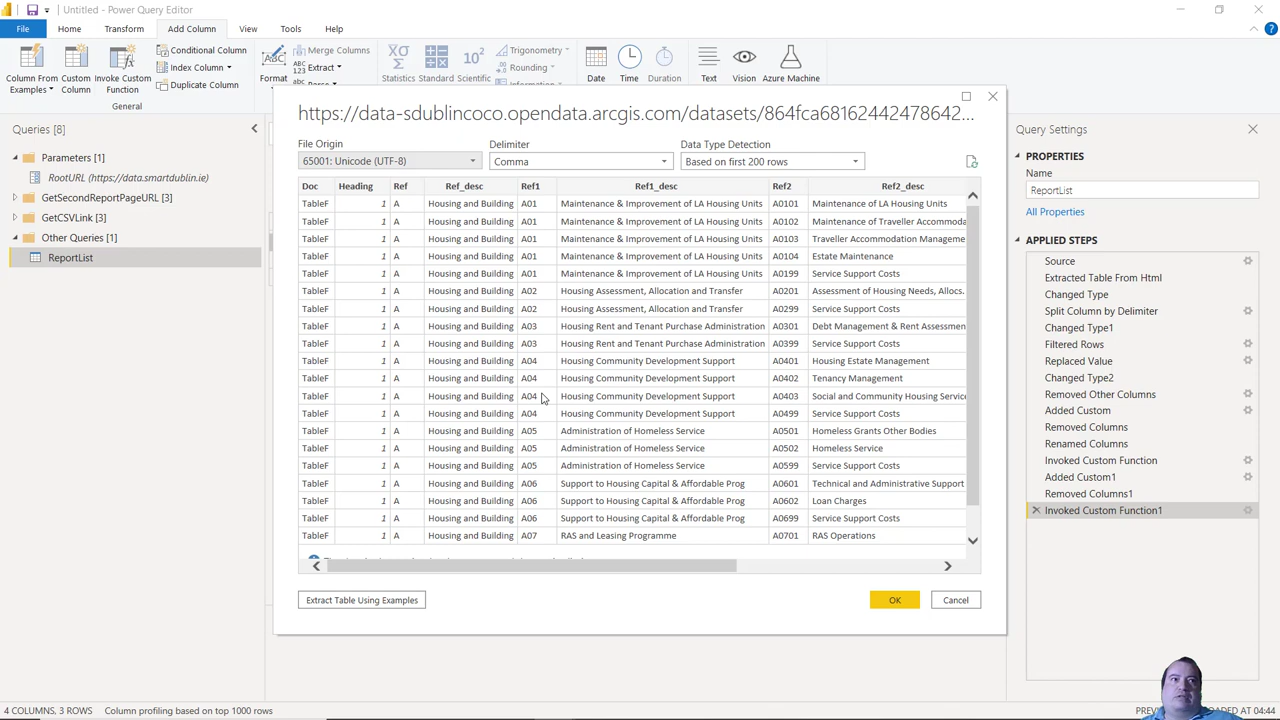 Untitled - Power Query Editor
File Home Transform Add Column View Tools Help
Column From Examples
Custom Column
Invoke Custom Function
Conditional Column
Index Column
Duplicate Column
General
Format
Merge Columns
Extract
Parse
Statistics
Standard
Scientific
Trigonometry
Rounding
Information
Date
Time
Duration
Text
Vision
Azure Machine
Queries [8]
Parameters [1]
RootURL (https://data.smartdublin.ie)
GetSecondReportPageURL [3]
GetCSVLink [3]
Other Queries [1]
ReportList
https://data-sdublincoco.opendata.arcgis.com/datasets/864fca68162442478642...
File Origin Delimiter Data Type Detection
65001: Unicode (UTF-8) Comma Based on first 200 rows
Doc Heading Ref Ref_desc Ref1 Ref1_desc Ref2 Ref2_desc
TableF 1 A Housing and Building A01 Maintenance & Improvement of LA Housing Units A0101 Maintenance of LA Housing Units
TableF 1 A Housing and Building A01 Maintenance & Improvement of LA Housing Units A0102 Maintenance of Traveller Accommoda
TableF 1 A Housing and Building A01 Maintenance & Improvement of LA Housing Units A0103 Traveller Accommodation Manageme
TableF 1 A Housing and Building A01 Maintenance & Improvement of LA Housing Units A0104 Estate Maintenance
TableF 1 A Housing and Building A01 Maintenance & Improvement of LA Housing Units A0199 Service Support Costs
TableF 1 A Housing and Building A02 Housing Assessment, Allocation and Transfer A0201 Assessment of Housing Needs, Allocs.
TableF 1 A Housing and Building A02 Housing Assessment, Allocation and Transfer A0299 Service Support Costs
TableF 1 A Housing and Building A03 Housing Rent and Tenant Purchase Administration A0301 Debt Management & Rent Assessmen
TableF 1 A Housing and Building A03 Housing Rent and Tenant Purchase Administration A0399 Service Support Costs
TableF 1 A Housing and Building A04 Housing Community Development Support A0401 Housing Estate Management
TableF 1 A Housing and Building A04 Housing Community Development Support A0402 Tenancy Management
TableF 1 A Housing and Building A04 Housing Community Development Support A0403 Social and Community Housing Service
TableF 1 A Housing and Building A04 Housing Community Development Support A0499 Service Support Costs
TableF 1 A Housing and Building A05 Administration of Homeless Service A0501 Homeless Grants Other Bodies
TableF 1 A Housing and Building A05 Administration of Homeless Service A0502 Homeless Service
TableF 1 A Housing and Building A05 Administration of Homeless Service A0599 Service Support Costs
TableF 1 A Housing and Building A06 Support to Housing Capital & Affordable Prog A0601 Technical and Administrative Support
TableF 1 A Housing and Building A06 Support to Housing Capital & Affordable Prog A0602 Loan Charges
TableF 1 A Housing and Building A06 Support to Housing Capital & Affordable Prog A0699 Service Support Costs
TableF 1 A Housing and Building A07 RAS and Leasing Programme A0701 RAS Operations
Extract Table Using Examples OK Cancel
Query Settings
PROPERTIES
Name
ReportList
All Properties
APPLIED STEPS
Source
Extracted Table From Html
Changed Type
Split Column by Delimiter
Changed Type1
Filtered Rows
Replaced Value
Changed Type2
Removed Other Columns
Added Custom
Removed Columns
Renamed Columns
Invoked Custom Function
Added Custom1
Removed Columns1
Invoked Custom Function1
4 COLUMNS, 3 ROWS Column profiling based on top 1000 rows
AT 04:44